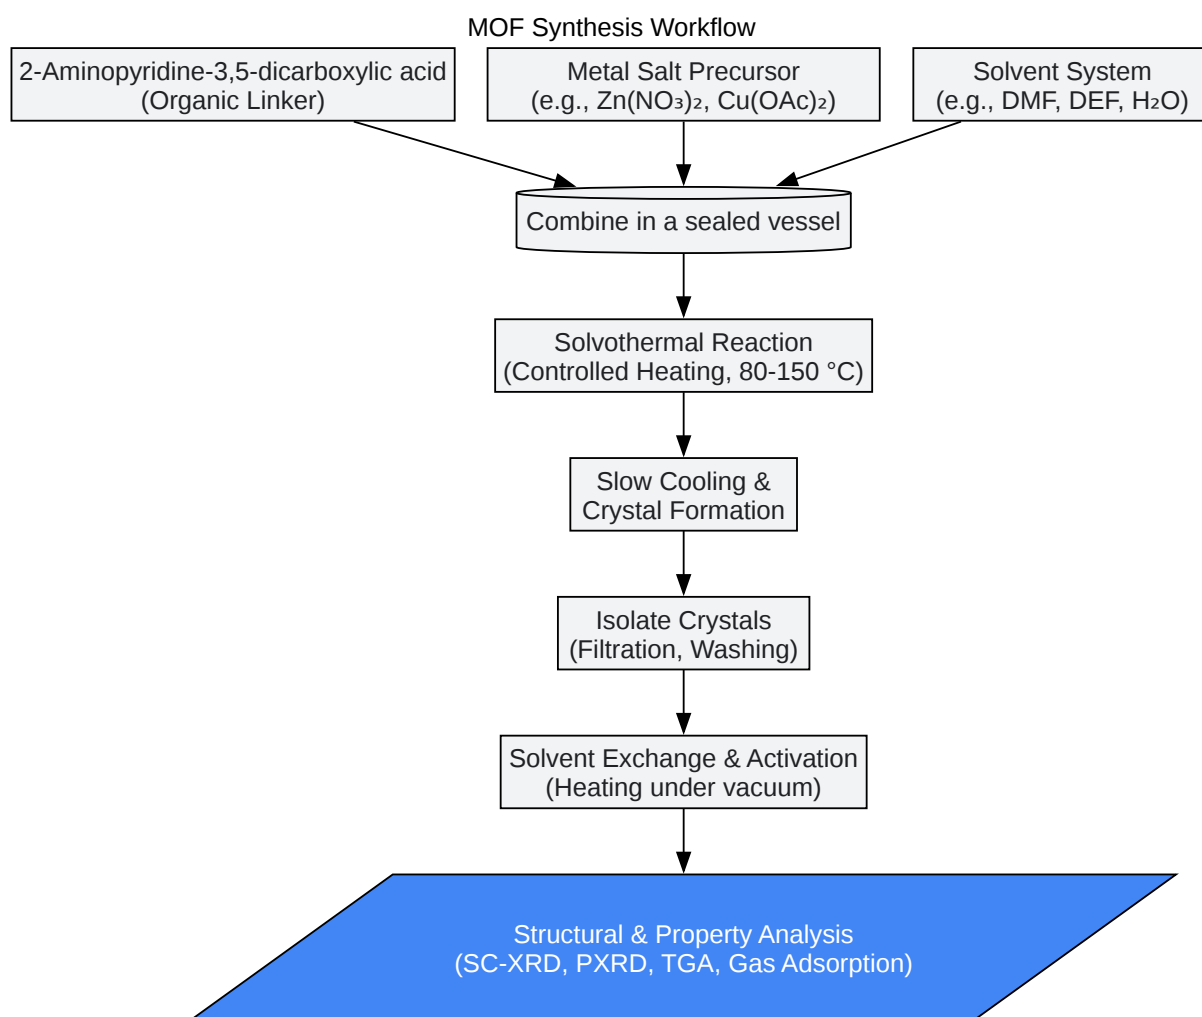 MOF Synthesis Workflow
2-Aminopyridine-3,5-dicarboxylic acid
(Organic Linker)
Metal Salt Precursor
(e.g., Zn(NO₃)₂, Cu(OAc)₂)
Solvent System
(e.g., DMF, DEF, H₂O)
Combine in a sealed vessel
Solvothermal Reaction
(Controlled Heating, 80-150 °C)
Slow Cooling &
Crystal Formation
Isolate Crystals
(Filtration, Washing)
Solvent Exchange & Activation
(Heating under vacuum)
Structural & Property Analysis
(SC-XRD, PXRD, TGA, Gas Adsorption)